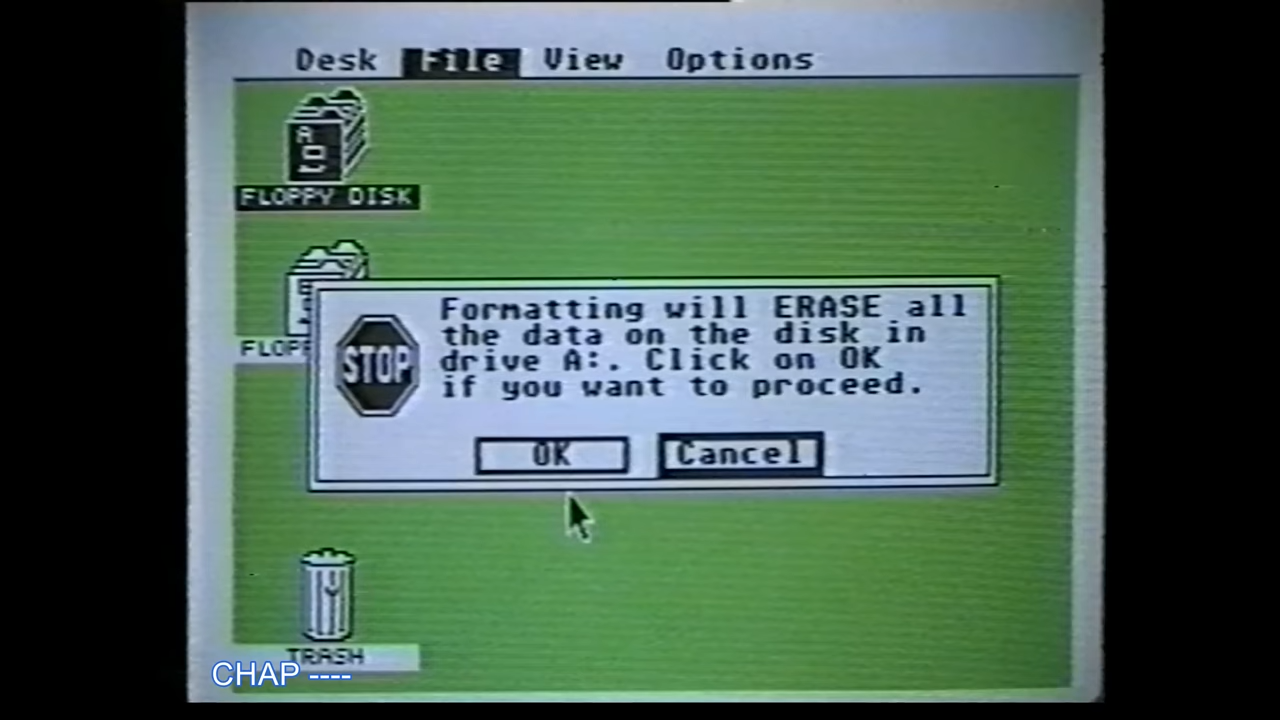 Desk File View Options
A
FLOPPY DISK
FLOP
Formatting will ERASE all
the data on the disk in
drive A:. Click on OK
if you want to proceed.
STOP
OK Cancel
TRASH
CHAP ----